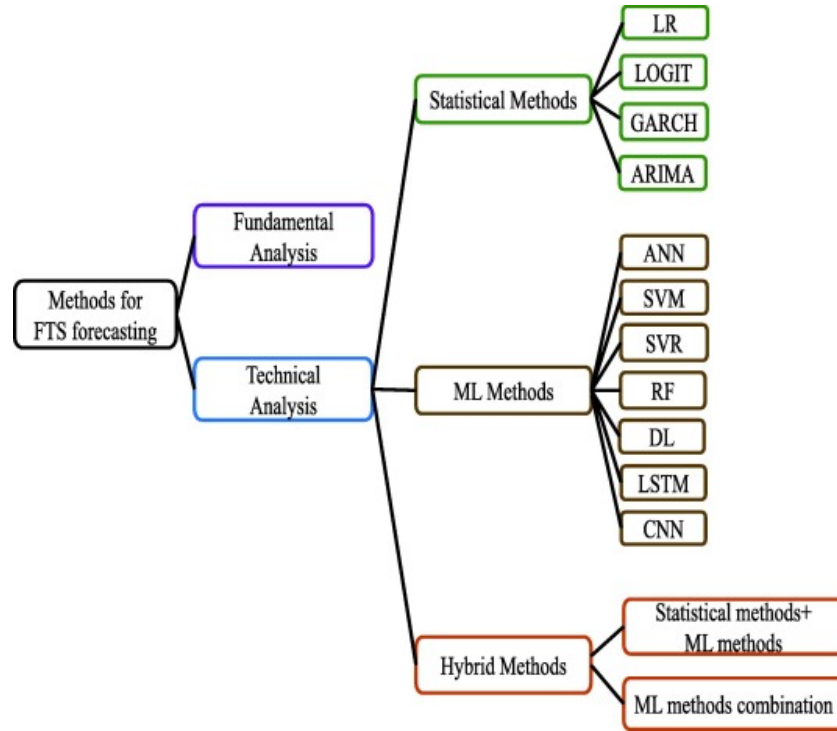 Methods for
FTS forecasting
Fundamental
Analysis
Technical
Analysis
Statistical Methods
LR
LOGIT
GARCH
ARIMA
ML Methods
ANN
SVM
SVR
RF
DL
LSTM
CNN
Hybrid Methods
Statistical methods+
ML methods
ML methods combination